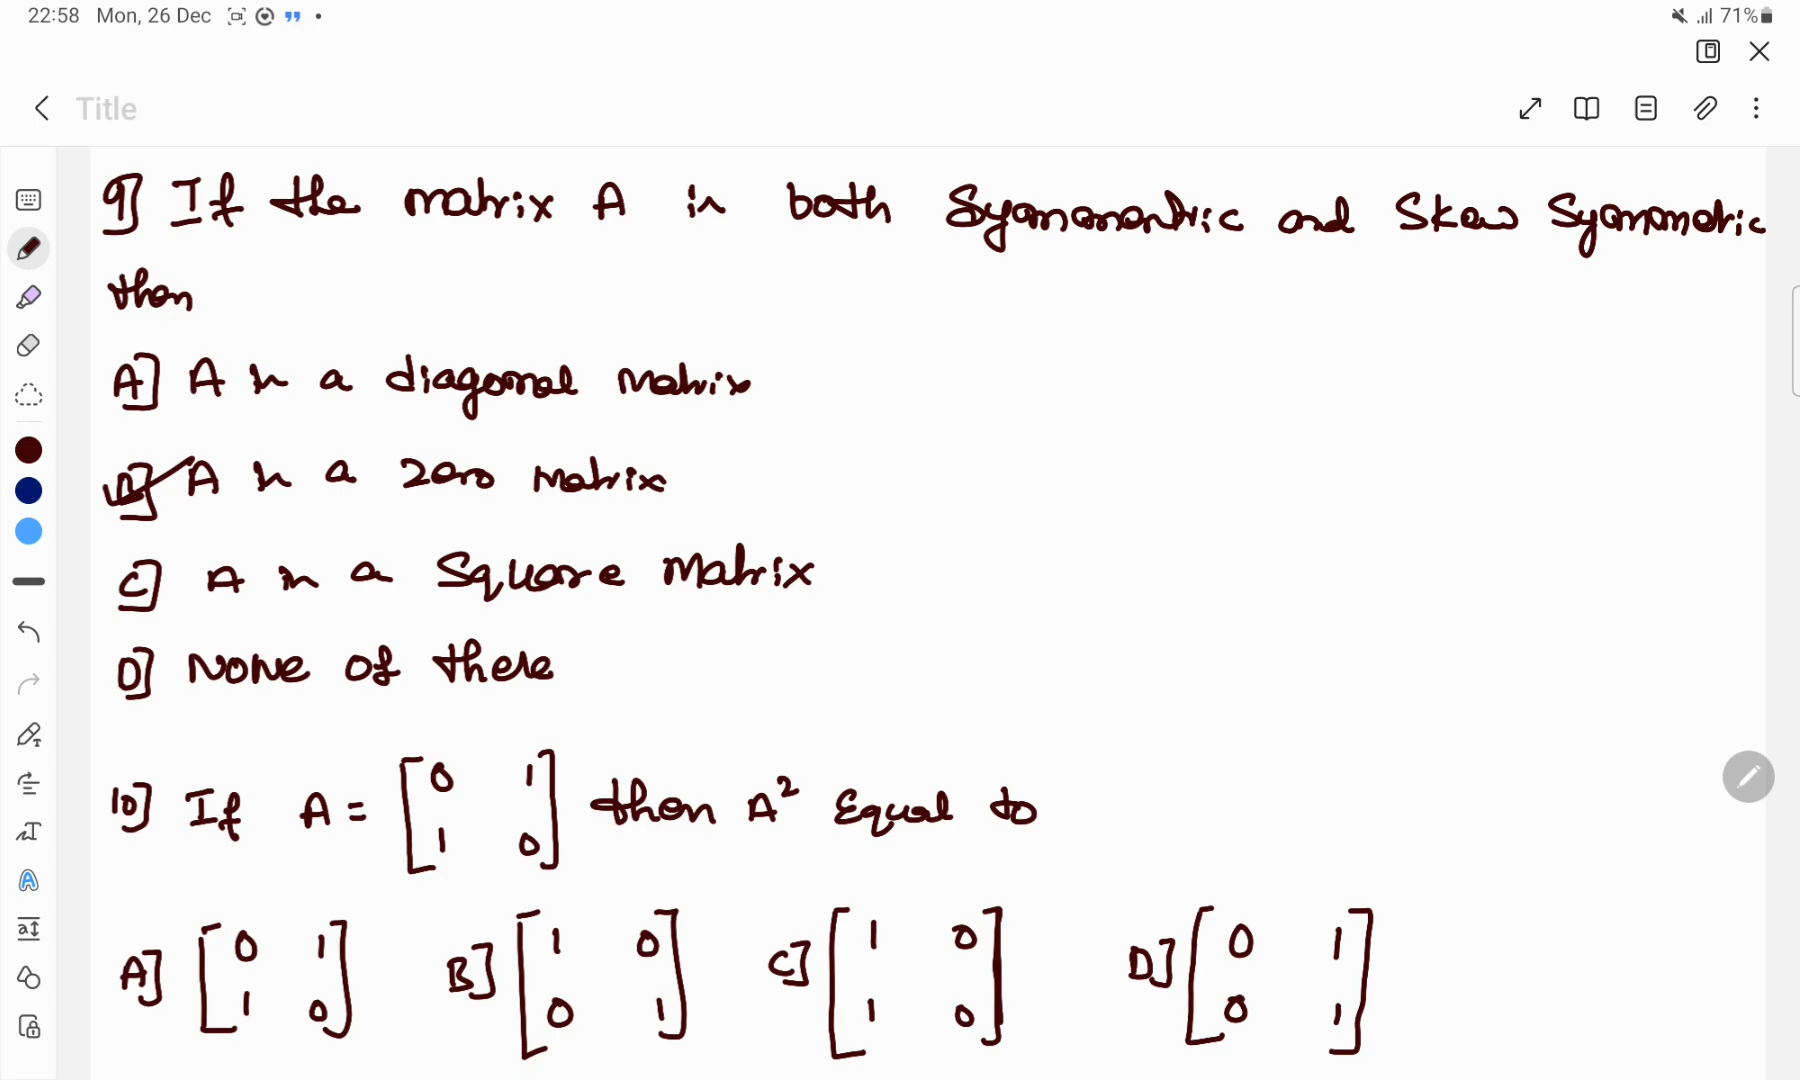 22:58 Mon, 26 Dec 71%
Title
9] If the matrix A is both Symmentric and Skew Symmetric
then
A] A is a diagonal Matrix
B] A is a zero Matrix
C] A is a Square Matrix
D] None of these
10] If A = [0 1
1 0] then A² Equal to
A] [0 1 B] [1 0 C] [1 0 D] [0 1
1 0] 0 1] 1 0] 0 1]